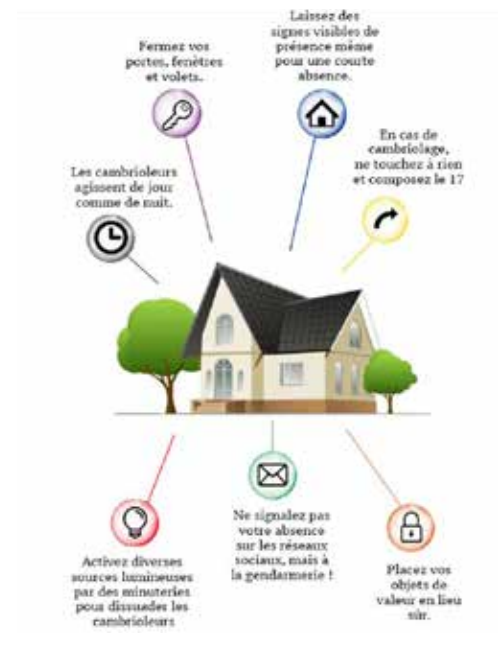 Laissez des
signes visibles de
présence même
pour une courte
absence.
Fermez vos
portes, fenêtres
et volets.
En cas de
cambriolage,
ne touchez à rien
et composez le 17
Les cambrioleurs
agissent de jour
comme de nuit.
Ne signalez pas
votre absence
sur les réseaux
sociaux, mais à
la gendarmerie !
Activez diverses
sources lumineuses
par des minuteries
pour dissuades les
cambrioleurs
Placez vos
objets de
valeur en lieu
sûr.